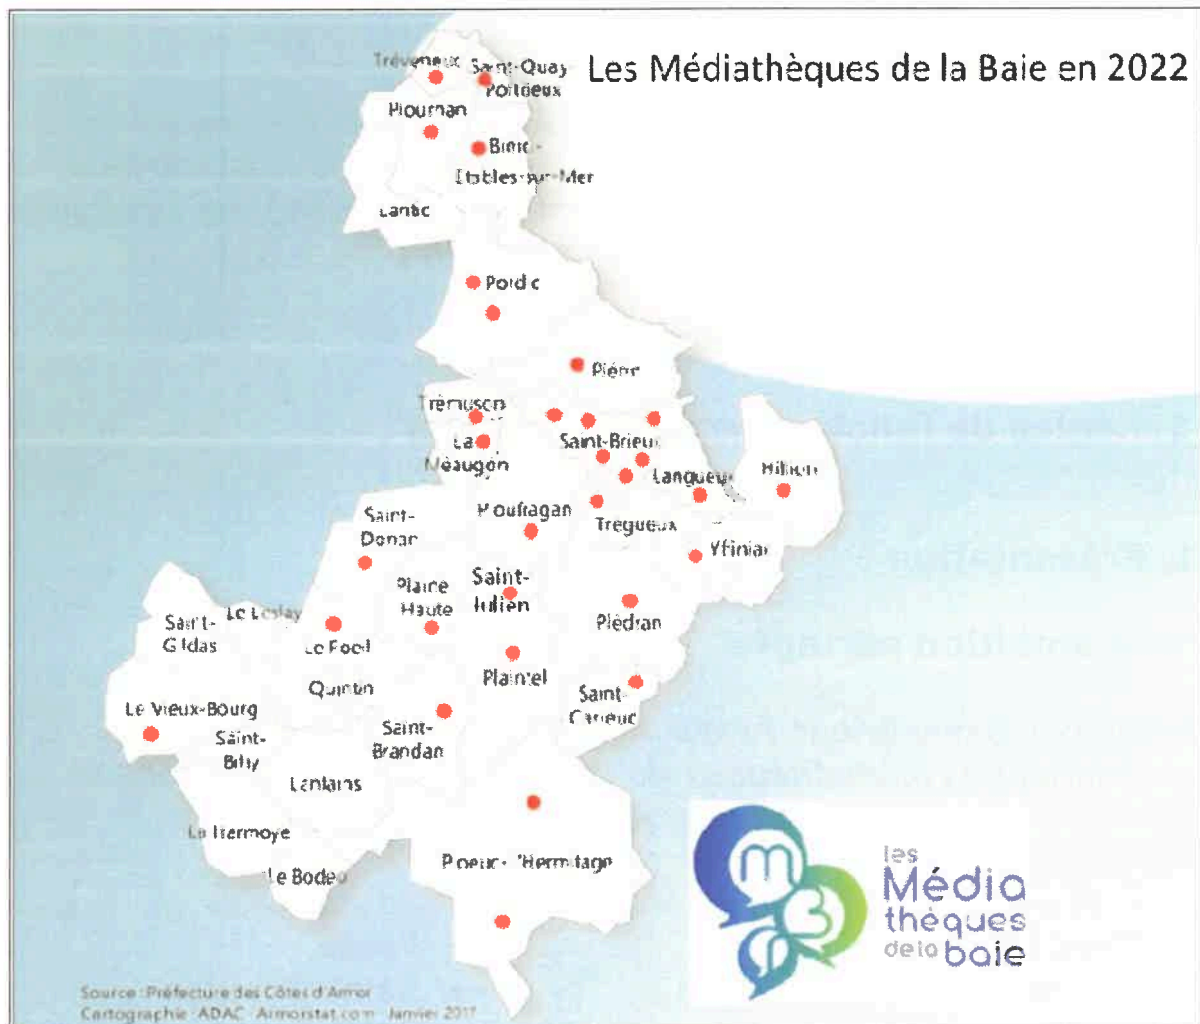 Les Médiathèques de la Baie en 2022
Tréveneuc
Saint-Quay
Portrieux
Plourhan
Binic-
Etables-sur-Mer
Lantic
Pordic
Plérin
Trémuson
La
Méaugon
Saint-Brieuc
Langueux
Hillion
Ploufragan
Trégueux
Yffiniac
Saint-
Donan
Plaine
Haute
Saint-
Julien
Plédran
Saint-
Gildas
Le Leslay
Le Foeil
Quintin
Plaintel
Saint-
Carreuc
Le Vieux-Bourg
Saint-
Bihy
Saint-
Brandan
Lanfains
La Harmoye
Le Bodeo
Ploeuc-l'Hermitage
les
Média
thèques
de la baie
Source : Préfecture des Côtes d'Armor
Cartographie ADAC Armorstat.com Janvier 2017